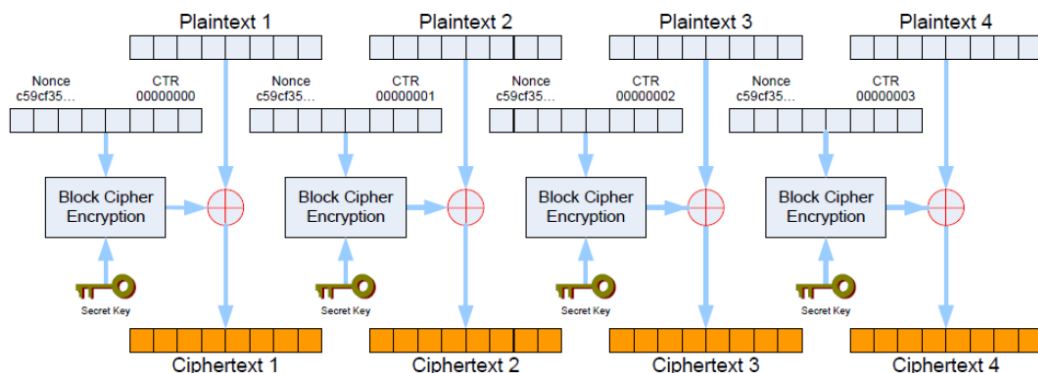 Plaintext 1
Plaintext 2
Plaintext 3
Plaintext 4
Nonce CTR Nonce CTR Nonce CTR Nonce CTR
c59cf35... 00000000 c59cf35... 00000001 c59cf35... 00000002 c59cf35... 00000003
Block Cipher
Encryption
Block Cipher
Encryption
Block Cipher
Encryption
Block Cipher
Encryption
Secret Key
Secret Key
Secret Key
Secret Key
Ciphertext 1
Ciphertext 2
Ciphertext 3
Ciphertext 4